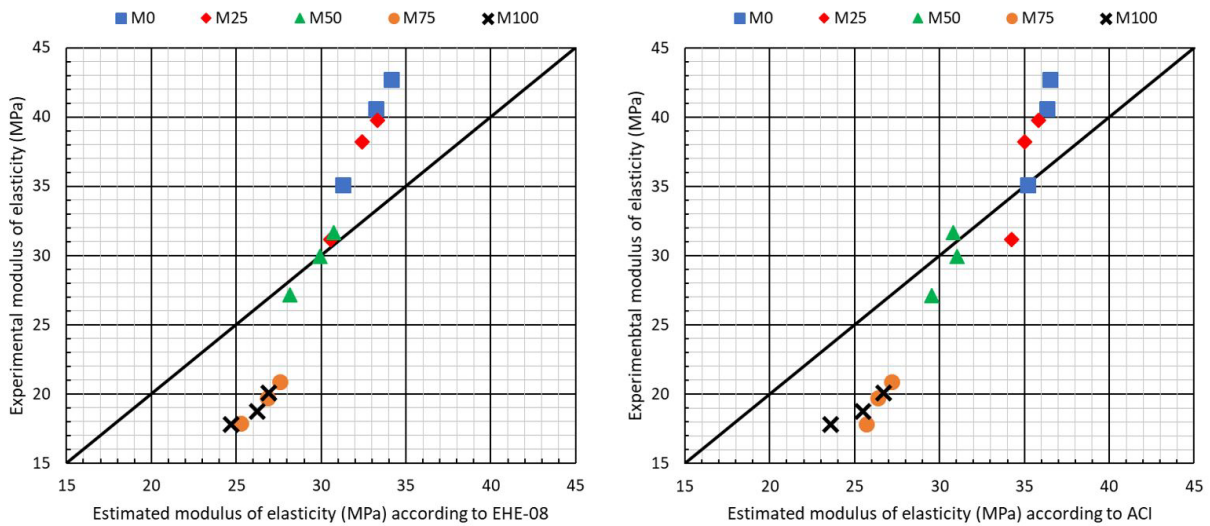 M0 M25 M50 M75 M100
Experimental modulus of elasticity (MPa)
45
40
35
30
25
20
15
15 20 25 30 35 40 45
Estimated modulus of elasticity (MPa) according to EHE-08
M0 M25 M50 M75 M100
Experimenbtal modulus of elasticity (MPa)
45
40
35
30
25
20
15
15 20 25 30 35 40 45
Estimated modulus of elasticity (MPa) according to ACI